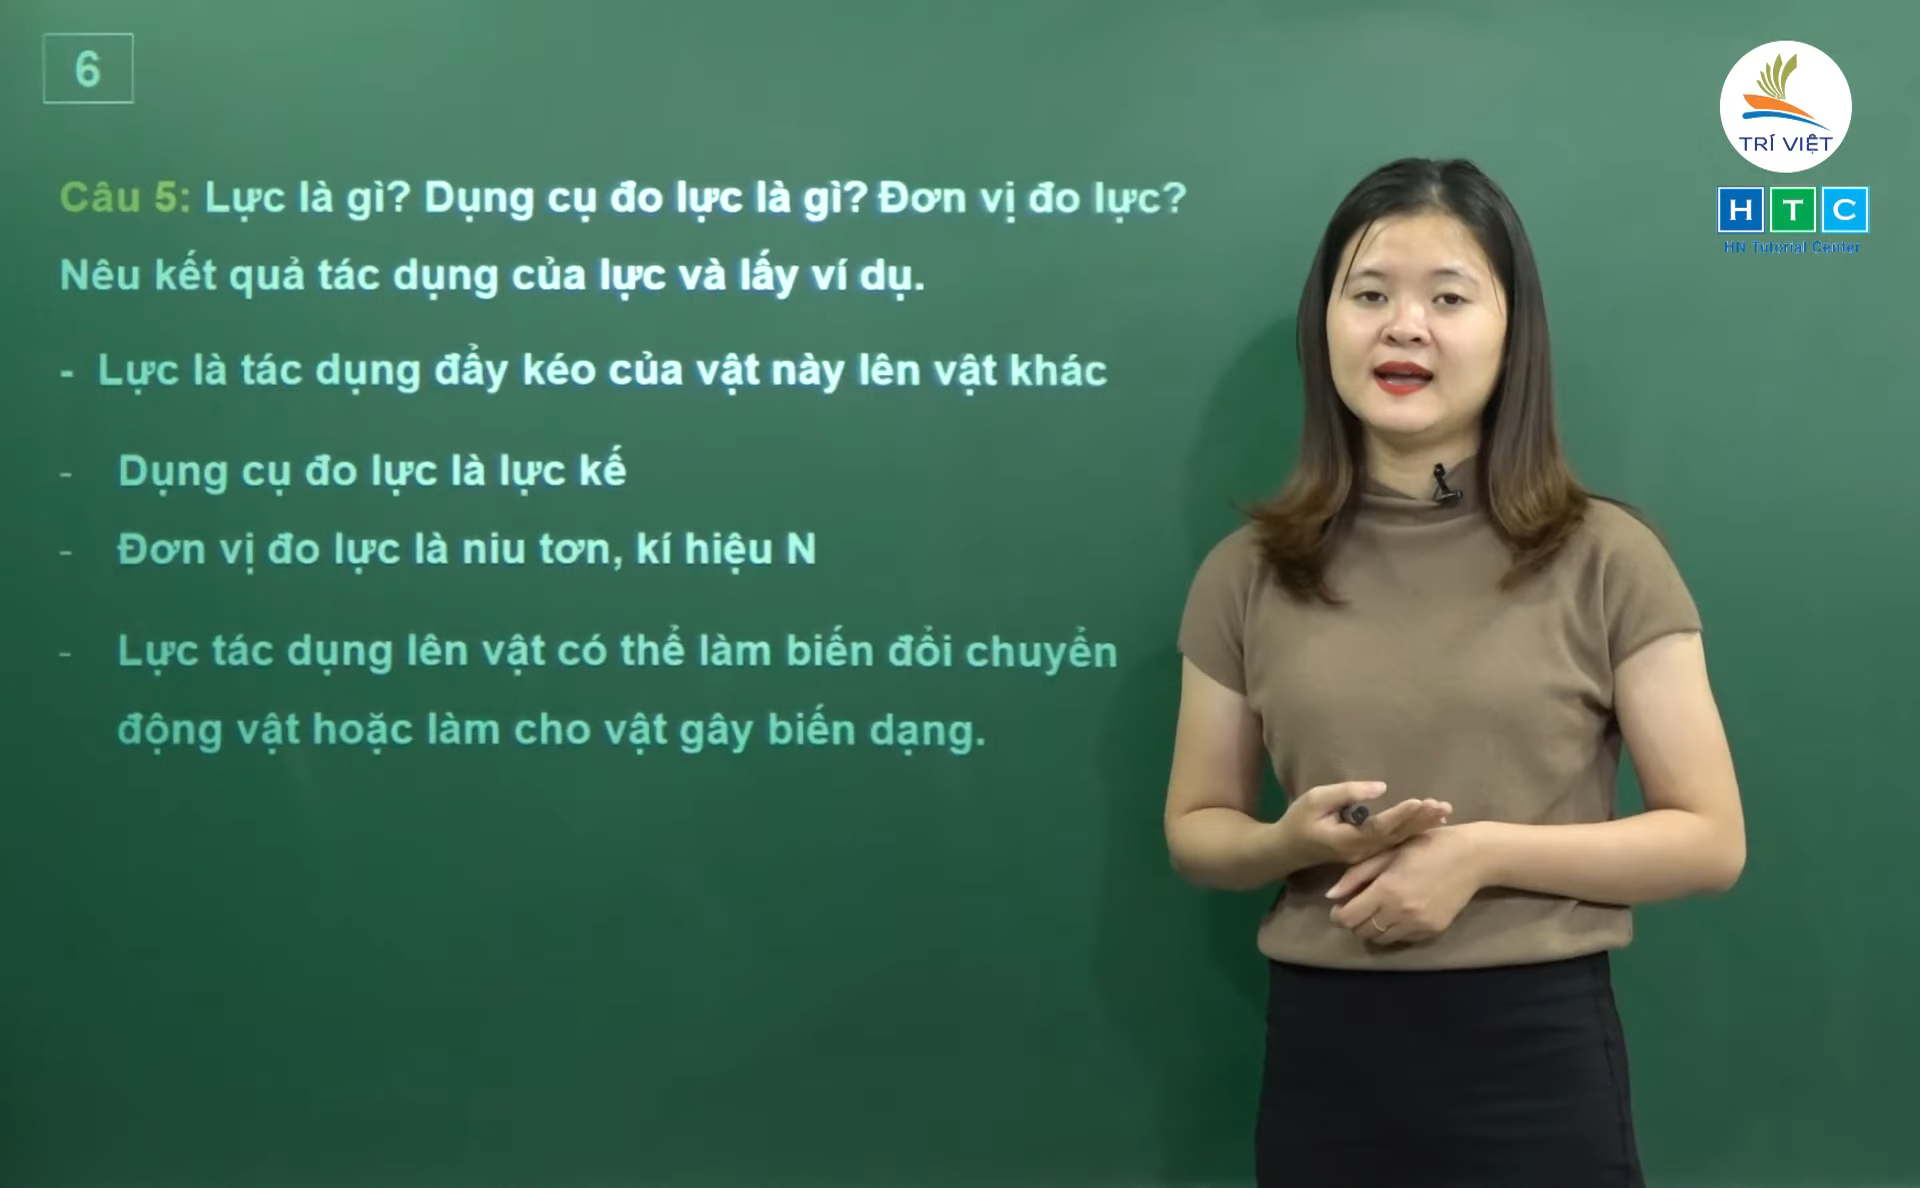 6
TRÍ VIỆT
H T C
HN Tutorial Center
Câu 5: Lực là gì? Dụng cụ đo lực là gì? Đơn vị đo lực?
Nêu kết quả tác dụng của lực và lấy ví dụ.
- Lực là tác dụng đẩy kéo của vật này lên vật khác
- Dụng cụ đo lực là lực kế
- Đơn vị đo lực là niu tơn, kí hiệu N
- Lực tác dụng lên vật có thể làm biến đổi chuyển
động vật hoặc làm cho vật gây biến dạng.